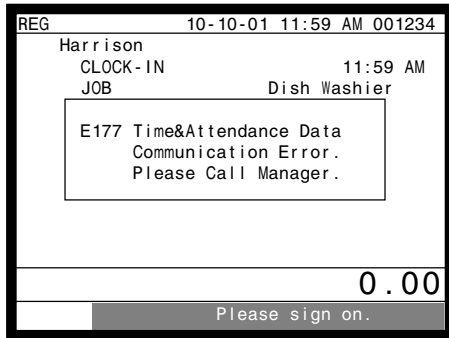 REG 10-10-01 11:59 AM 001234
Harrison
CLOCK-IN 11:59 AM
JOB Dish Washier
E177 Time&Attendance Data
Communication Error.
Please Call Manager.
0.00
Please sign on.